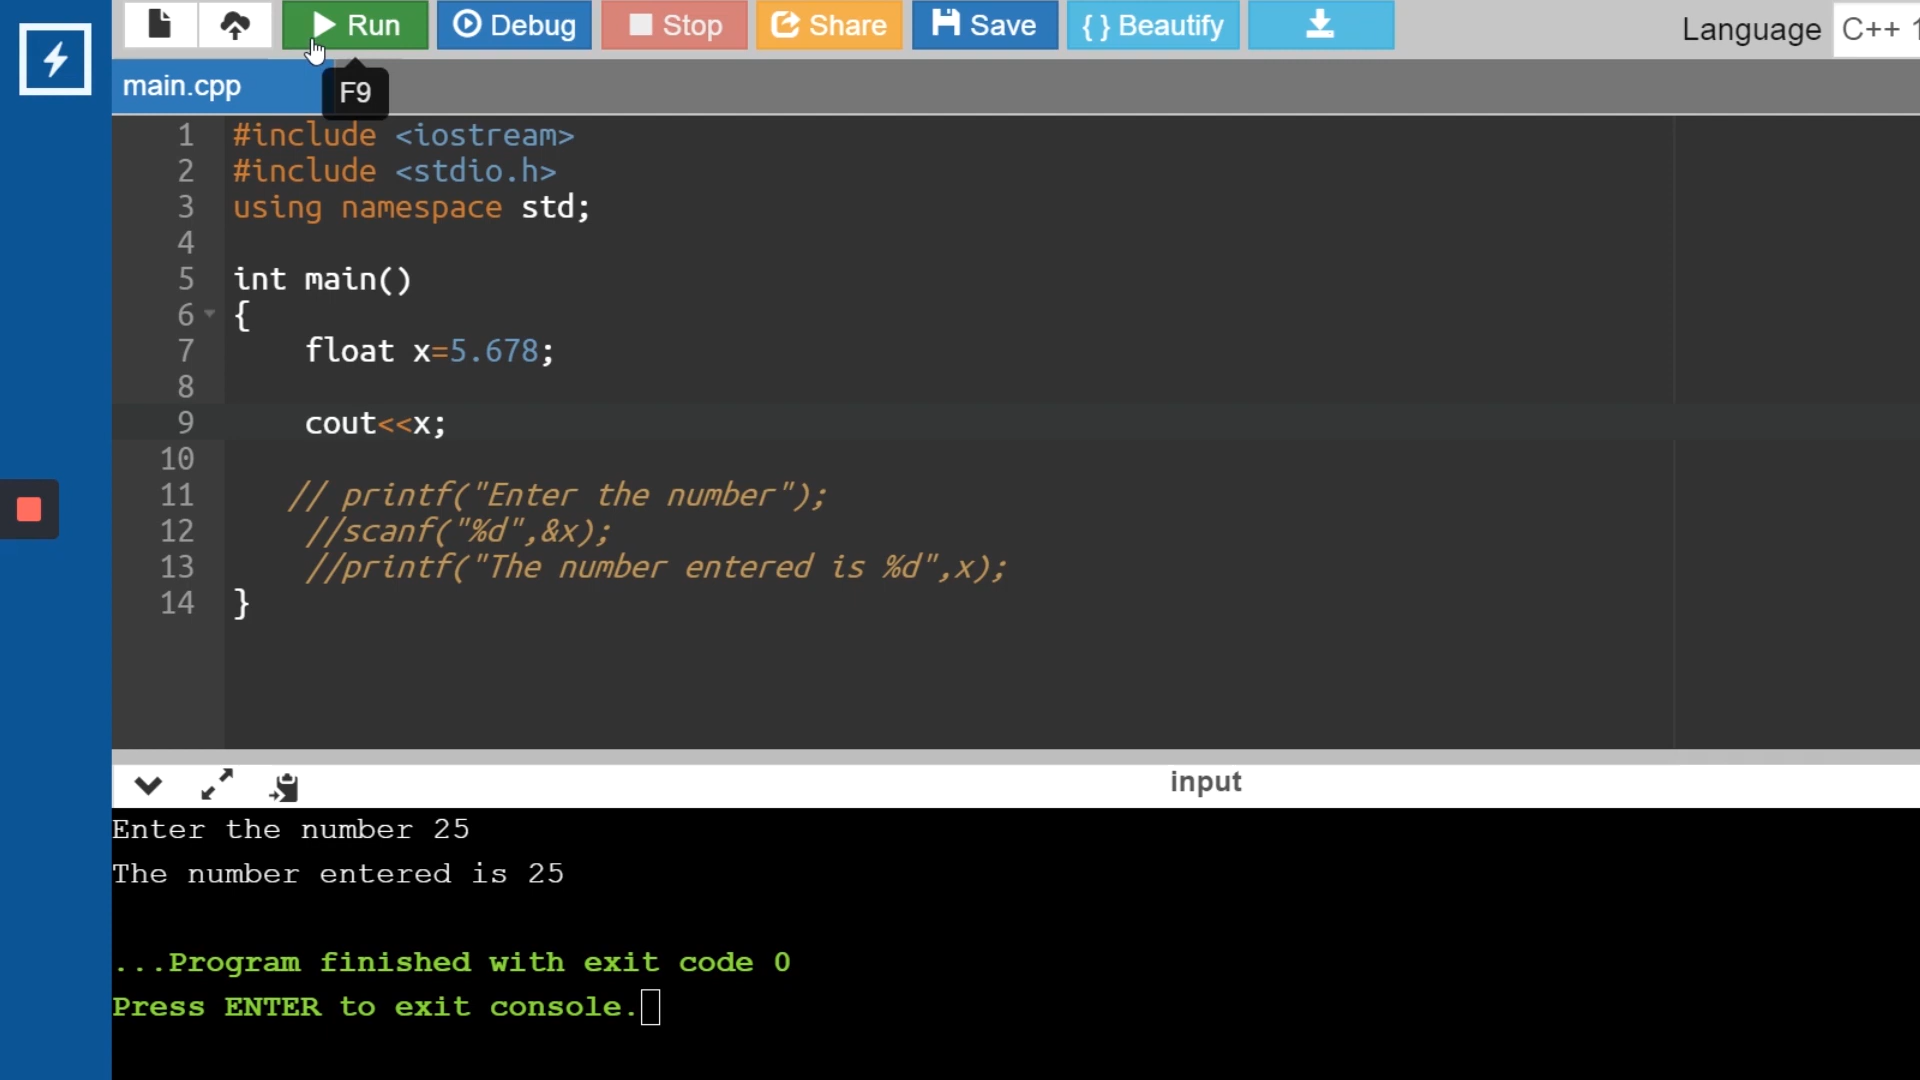 Run Debug Stop Share Save { } Beautify Language C++ 1
main.cpp F9
1 #include <iostream>
2 #include <stdio.h>
3 using namespace std;
4
5 int main()
6 {
7 float x=5.678;
8
9 cout<<x;
10
11 // printf("Enter the number");
12 //scanf("%d",&x);
13 //printf("The number entered is %d",x);
14 }
input
Enter the number 25
The number entered is 25
...Program finished with exit code 0
Press ENTER to exit console.